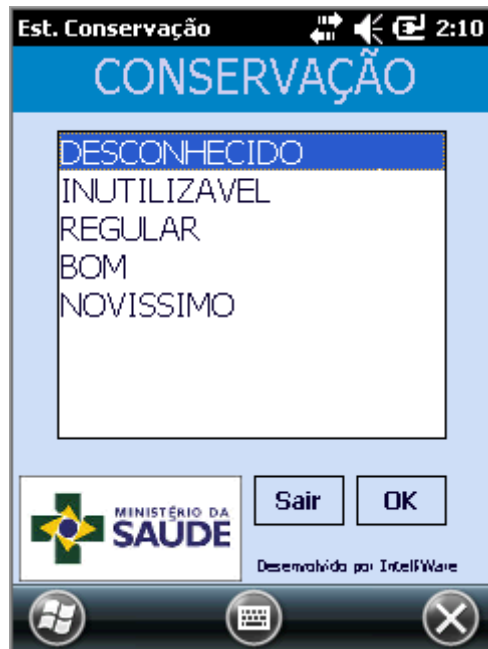 Est. Conservação 2:10
CONSERVAÇÃO
DESCONHECIDO
INUTILIZAVEL
REGULAR
BOM
NOVISSIMO
MINISTÉRIO DA
SAÚDE
Sair OK
Desenvolvido por IntelliWare